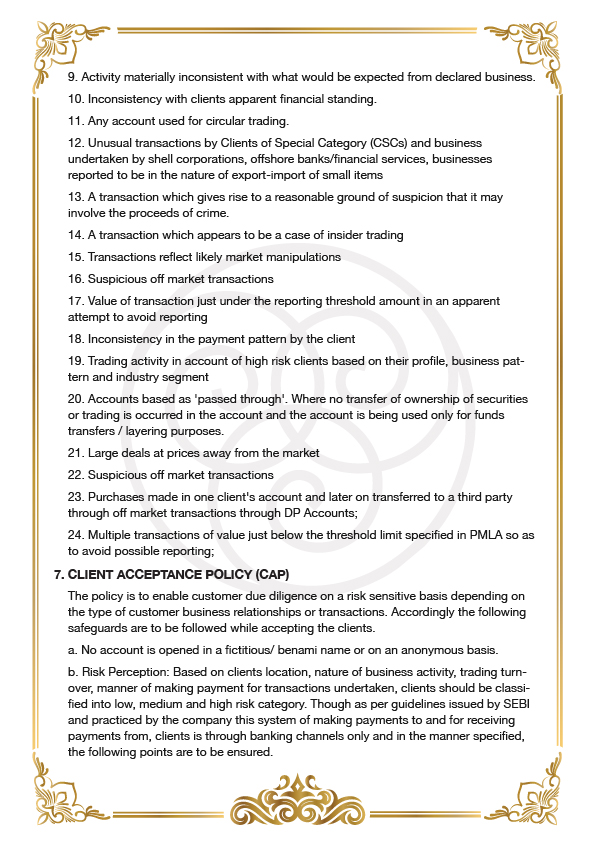 9. Activity materially inconsistent with what would be expected from declared business.
10. Inconsistency with clients apparent financial standing.
11. Any account used for circular trading.
12. Unusual transactions by Clients of Special Category (CSCs) and business
undertaken by shell corporations, offshore banks/financial services, businesses
reported to be in the nature of export-import of small items
13. A transaction which gives rise to a reasonable ground of suspicion that it may
involve the proceeds of crime.
14. A transaction which appears to be a case of insider trading
15. Transactions reflect likely market manipulations
16. Suspicious off market transactions
17. Value of transaction just under the reporting threshold amount in an apparent
attempt to avoid reporting
18. Inconsistency in the payment pattern by the client
19. Trading activity in account of high risk clients based on their profile, business pat-
tern and industry segment
20. Accounts based as 'passed through'. Where no transfer of ownership of securities
or trading is occurred in the account and the account is being used only for funds
transfers / layering purposes.
21. Large deals at prices away from the market
22. Suspicious off market transactions
23. Purchases made in one client's account and later on transferred to a third party
through off market transactions through DP Accounts;
24. Multiple transactions of value just below the threshold limit specified in PMLA so as
to avoid possible reporting;
7. CLIENT ACCEPTANCE POLICY (CAP)
The policy is to enable customer due diligence on a risk sensitive basis depending on
the type of customer business relationships or transactions. Accordingly the following
safeguards are to be followed while accepting the clients.
a. No account is opened in a fictitious/ benami name or on an anonymous basis.
b. Risk Perception: Based on clients location, nature of business activity, trading turn-
over, manner of making payment for transactions undertaken, clients should be classi-
fied into low, medium and high risk category. Though as per guidelines issued by SEBI
and practiced by the company this system of making payments to and for receiving
payments from, clients is through banking channels only and in the manner specified,
the following points are to be ensured.